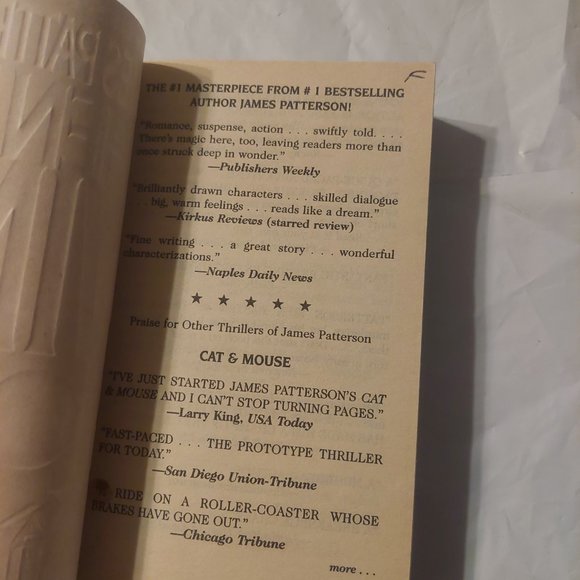 F
THE #1 MASTERPIECE FROM # 1 BESTSELLING
AUTHOR JAMES PATTERSON!
"Romance, suspense, action . . . swiftly told. . . .
There's magic here, too, leaving readers more than
once struck deep in wonder."
—Publishers Weekly
"Brilliantly drawn characters . . . skilled dialogue
. . . big, warm feelings . . . reads like a dream."
—Kirkus Reviews (starred review)
"Fine writing . . . a great story . . . wonderful
characterizations."
—Naples Daily News
★ ★ ★ ★ ★
Praise for Other Thrillers of James Patterson
CAT & MOUSE
"I'VE JUST STARTED JAMES PATTERSON'S CAT
& MOUSE AND I CAN'T STOP TURNING PAGES."
—Larry King, USA Today
"FAST-PACED . . . THE PROTOTYPE THRILLER
FOR TODAY."
—San Diego Union-Tribune
RIDE ON A ROLLER-COASTER WHOSE
BRAKES HAVE GONE OUT."
—Chicago Tribune
more . . .